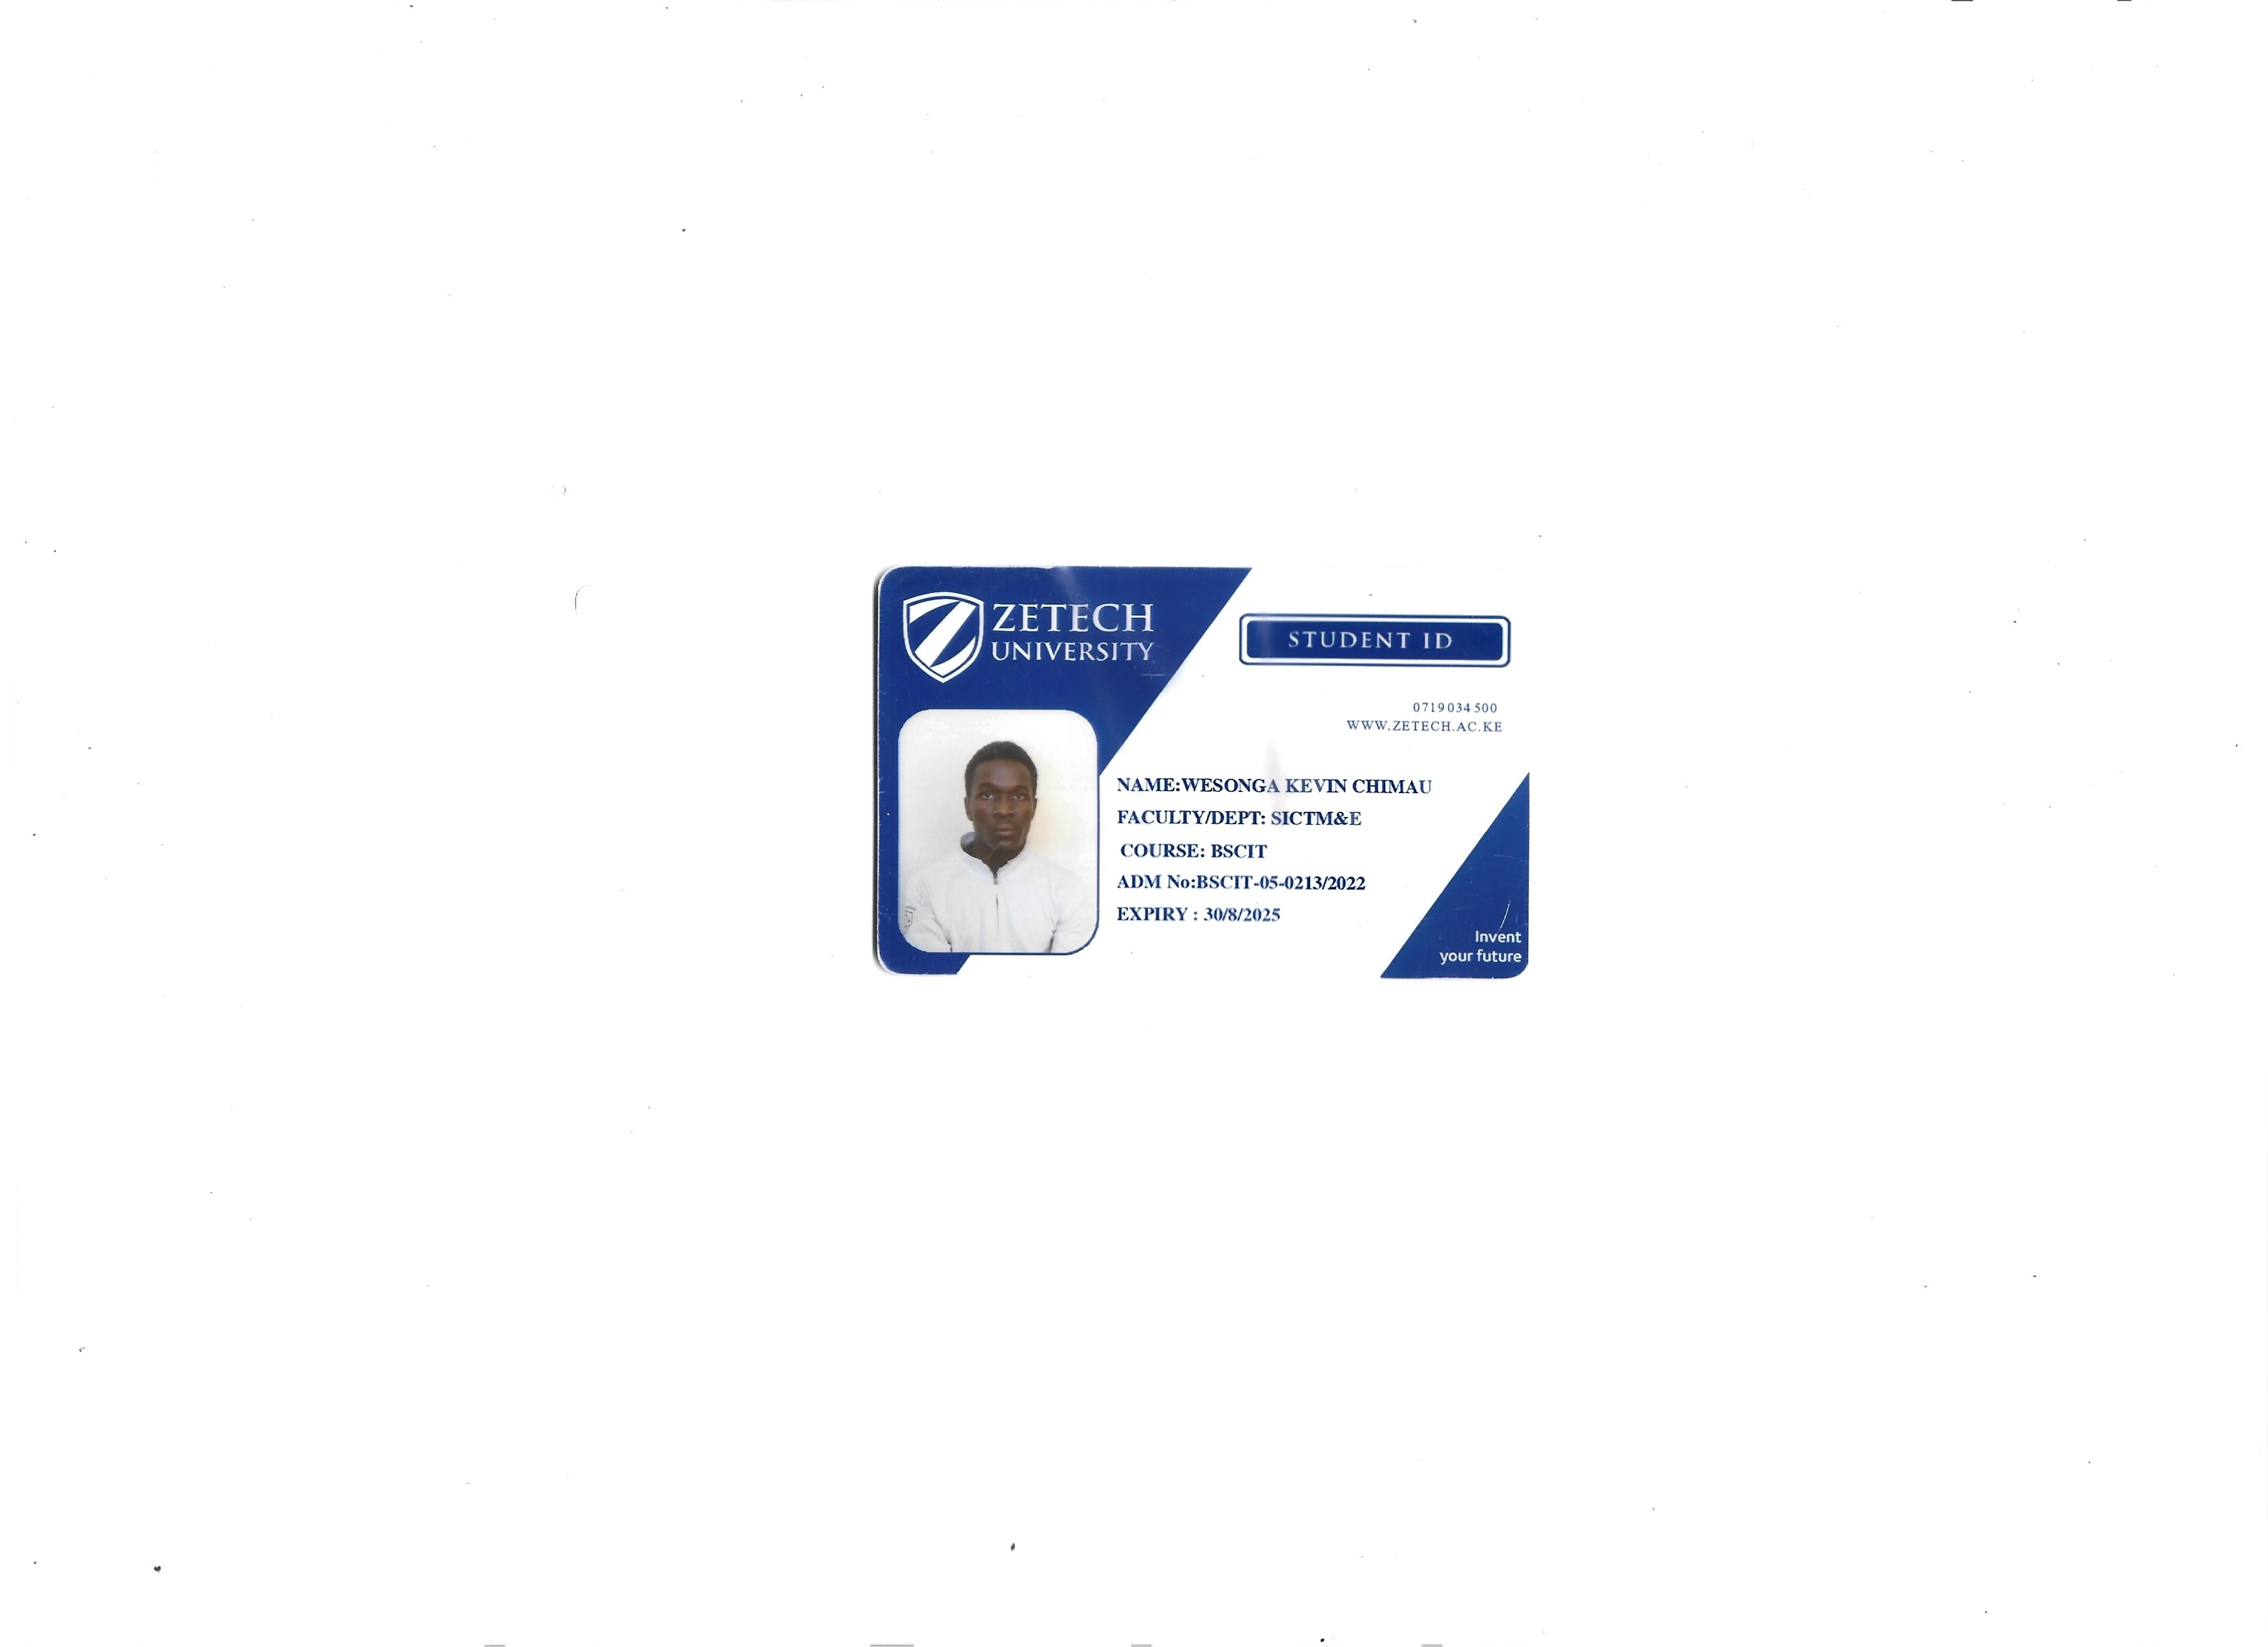 ZETECH
UNIVERSITY
STUDENT ID
0719034500
WWW.ZETECH.AC.KE
NAME:WESONGA KEVIN CHIMAU
FACULTY/DEPT: SICTM&E
COURSE: BSCIT
ADM No:BSCIT-05-0213/2022
EXPIRY : 30/8/2025
Invent
your future